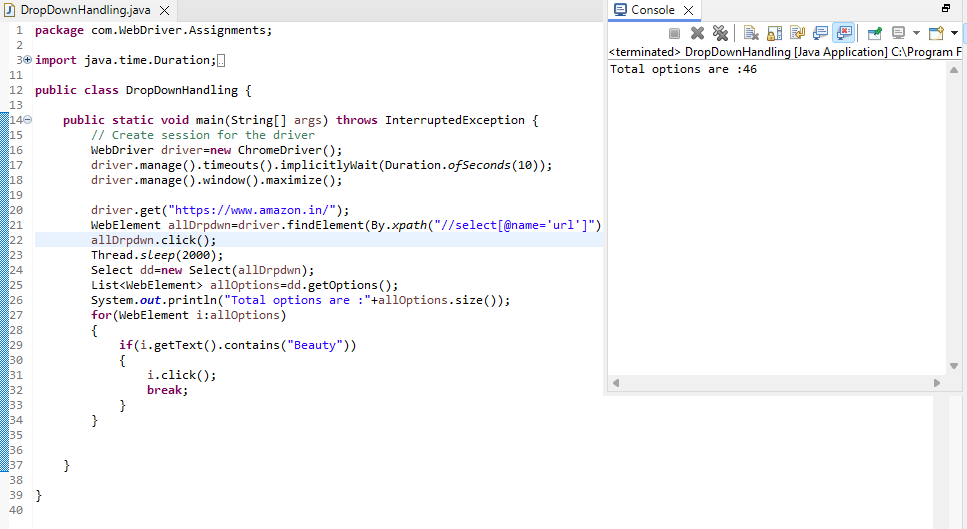 DropDownHandling.java
1 package com.WebDriver.Assignments;
2
3 import java.time.Duration;
11
12 public class DropDownHandling {
13
14     public static void main(String[] args) throws InterruptedException {
15         // Create session for the driver
16         WebDriver driver=new ChromeDriver();
17         driver.manage().timeouts().implicitlyWait(Duration.ofSeconds(10));
18         driver.manage().window().maximize();
19
20         driver.get("https://www.amazon.in/");
21         WebElement allDrpdwn=driver.findElement(By.xpath("//select[@name='url']")
22         allDrpdwn.click();
23         Thread.sleep(2000);
24         Select dd=new Select(allDrpdwn);
25         List<WebElement> allOptions=dd.getOptions();
26         System.out.println("Total options are :"+allOptions.size());
27         for(WebElement i:allOptions)
28         {
29             if(i.getText().contains("Beauty"))
30             {
31                 i.click();
32                 break;
33             }
34         }
35
36
37     }
38
39 }
40
Console
<terminated> DropDownHandling [Java Application] C:\Program F
Total options are :46